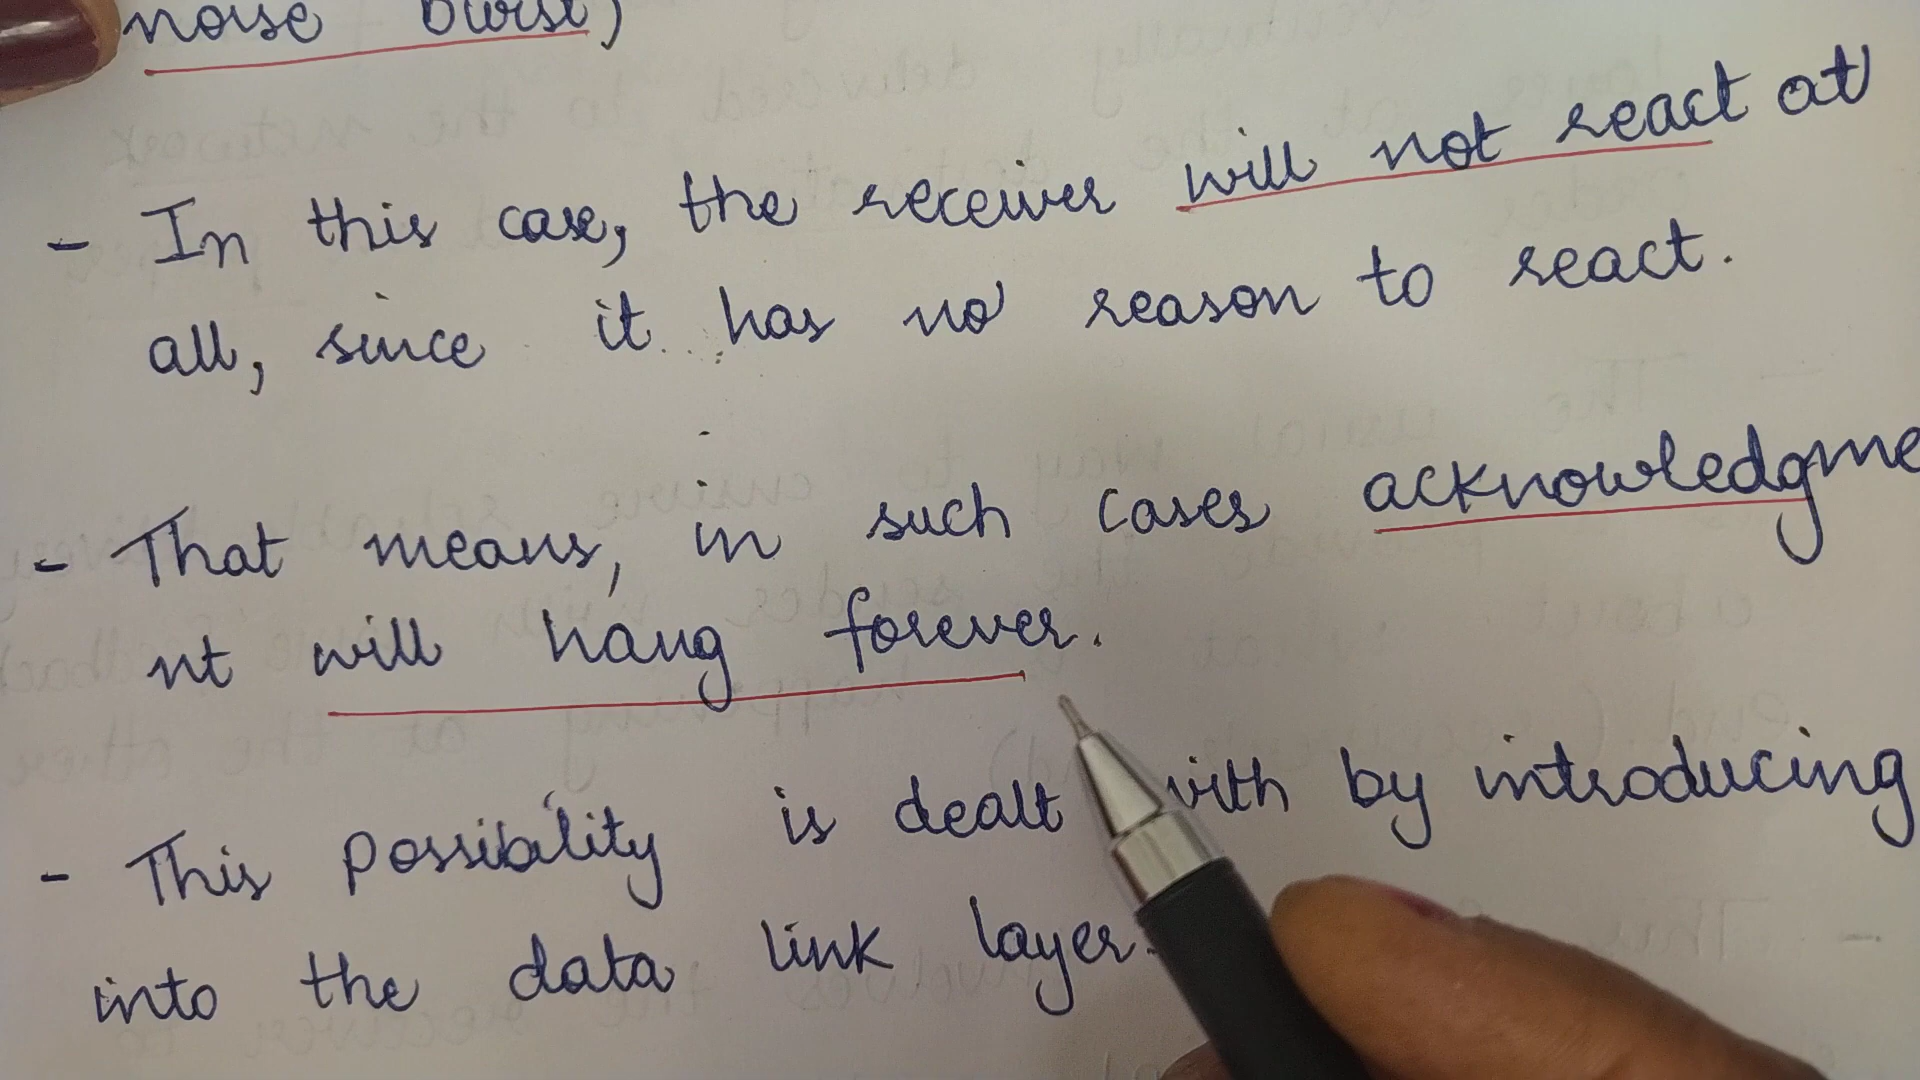 noise burst)
- In this case, the receiver will not react at
all, since it has no reason to react.
- That means, in such cases acknowledgme
nt will hang forever.
- This possibility is dealt with by introducing
into the data link layer.